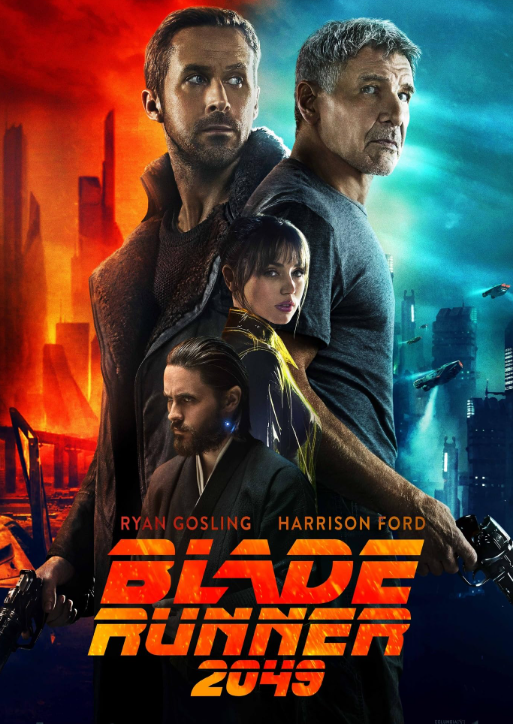 RYAN GOSLING HARRISON FORD
BLADE
RUNNER
2049